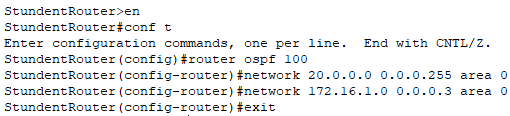 StundentRouter>en
StundentRouter#conf t
Enter configuration commands, one per line.  End with CNTL/Z.
StundentRouter(config)#router ospf 100
StundentRouter(config-router)#network 20.0.0.0 0.0.0.255 area 0
StundentRouter(config-router)#network 172.16.1.0 0.0.0.3 area 0
StundentRouter(config-router)#exit